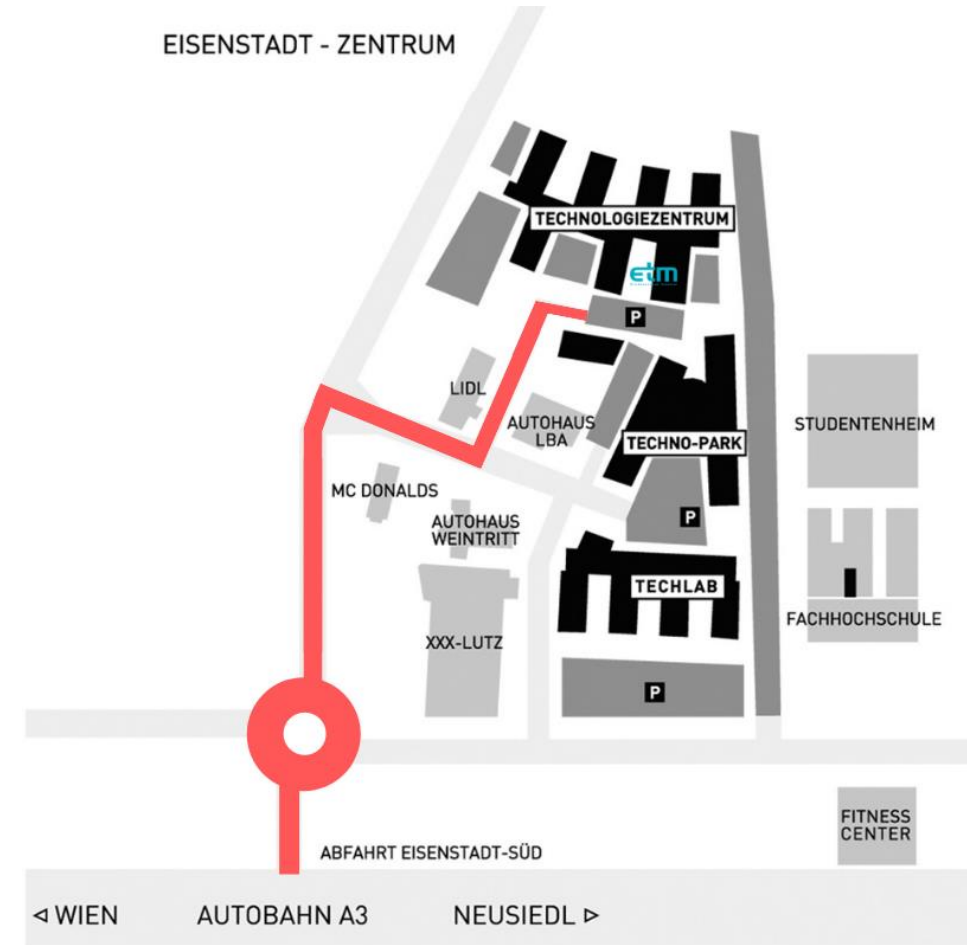 EISENSTADT - ZENTRUM
TECHNOLOGIEZENTRUM
etm
P
LIDL
AUTOHAUS
LBA
TECHNO-PARK
STUDENTENHEIM
MC DONALDS
P
AUTOHAUS
WEINTRITT
TECHLAB
FACHHOCHSCHULE
XXX-LUTZ
P
FITNESS
CENTER
ABFAHRT EISENSTADT-SÜD
◁ WIEN
AUTOBAHN A3
NEUSIEDL ▷